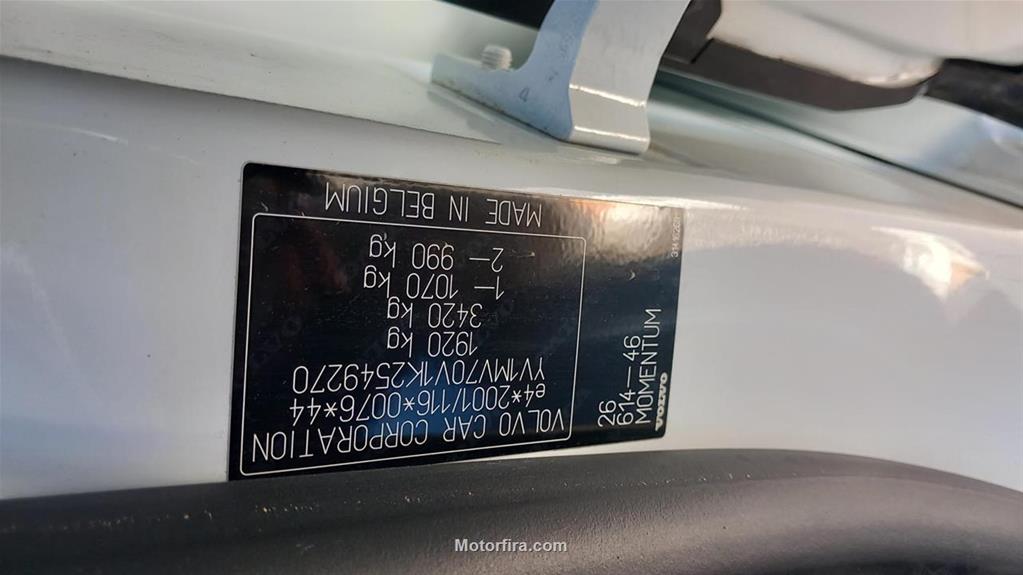 VOLVO CAR CORPORATION
e4*2001/116*0076*44
YV1MV70V1K2549270
1920 kg
3420 kg
1– 1070 kg
2– 990 kg
MADE IN BELGIUM
VOLVO
MOMENTUM
614–46
26
4
Motorfira.com